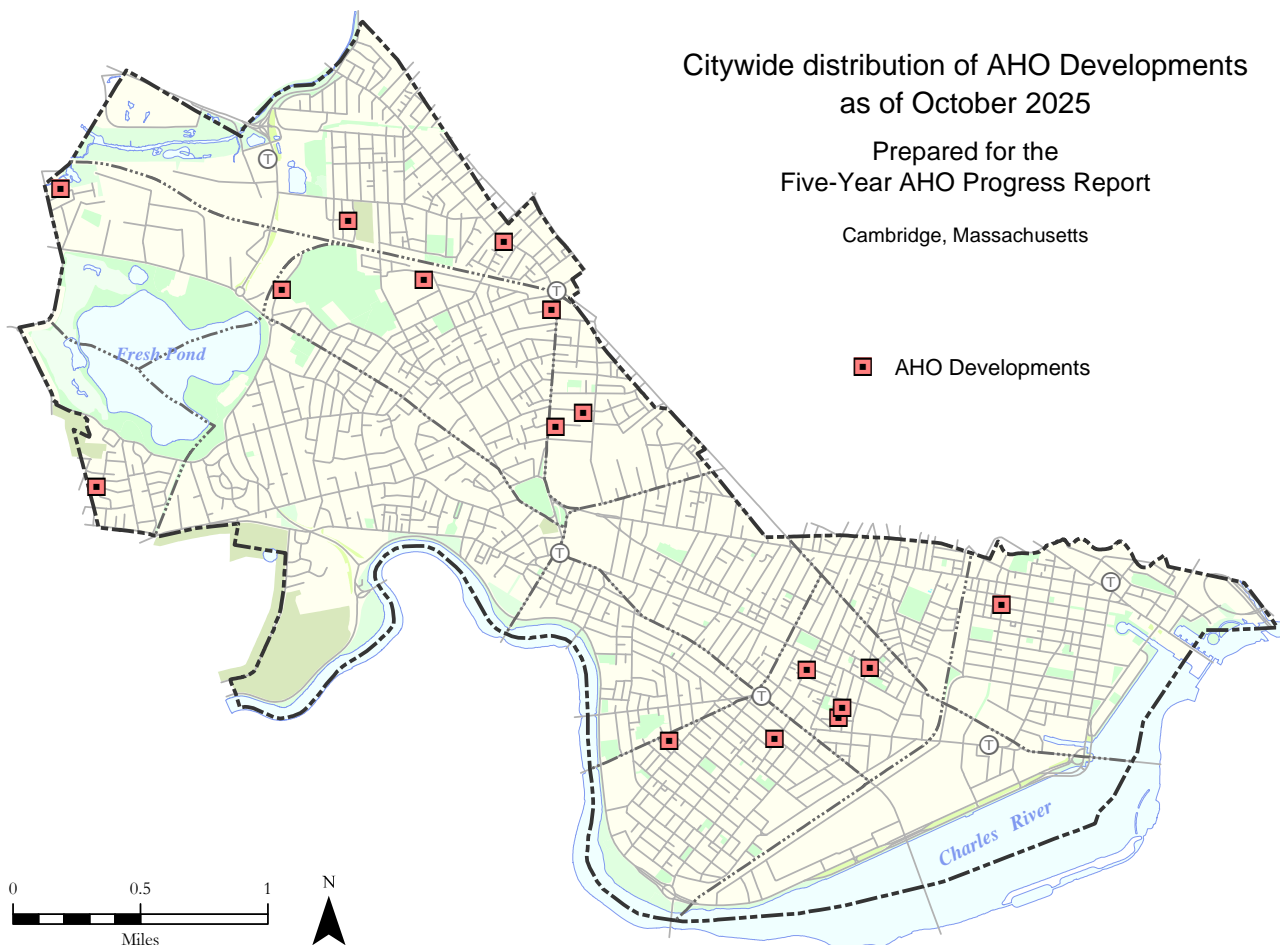 Citywide distribution of AHO Developments
as of October 2025
Prepared for the
Five-Year AHO Progress Report
Cambridge, Massachusetts
AHO Developments
T
T
Fresh Pond
T
T
T
T
Charles River
0 0.5 1
Miles
N